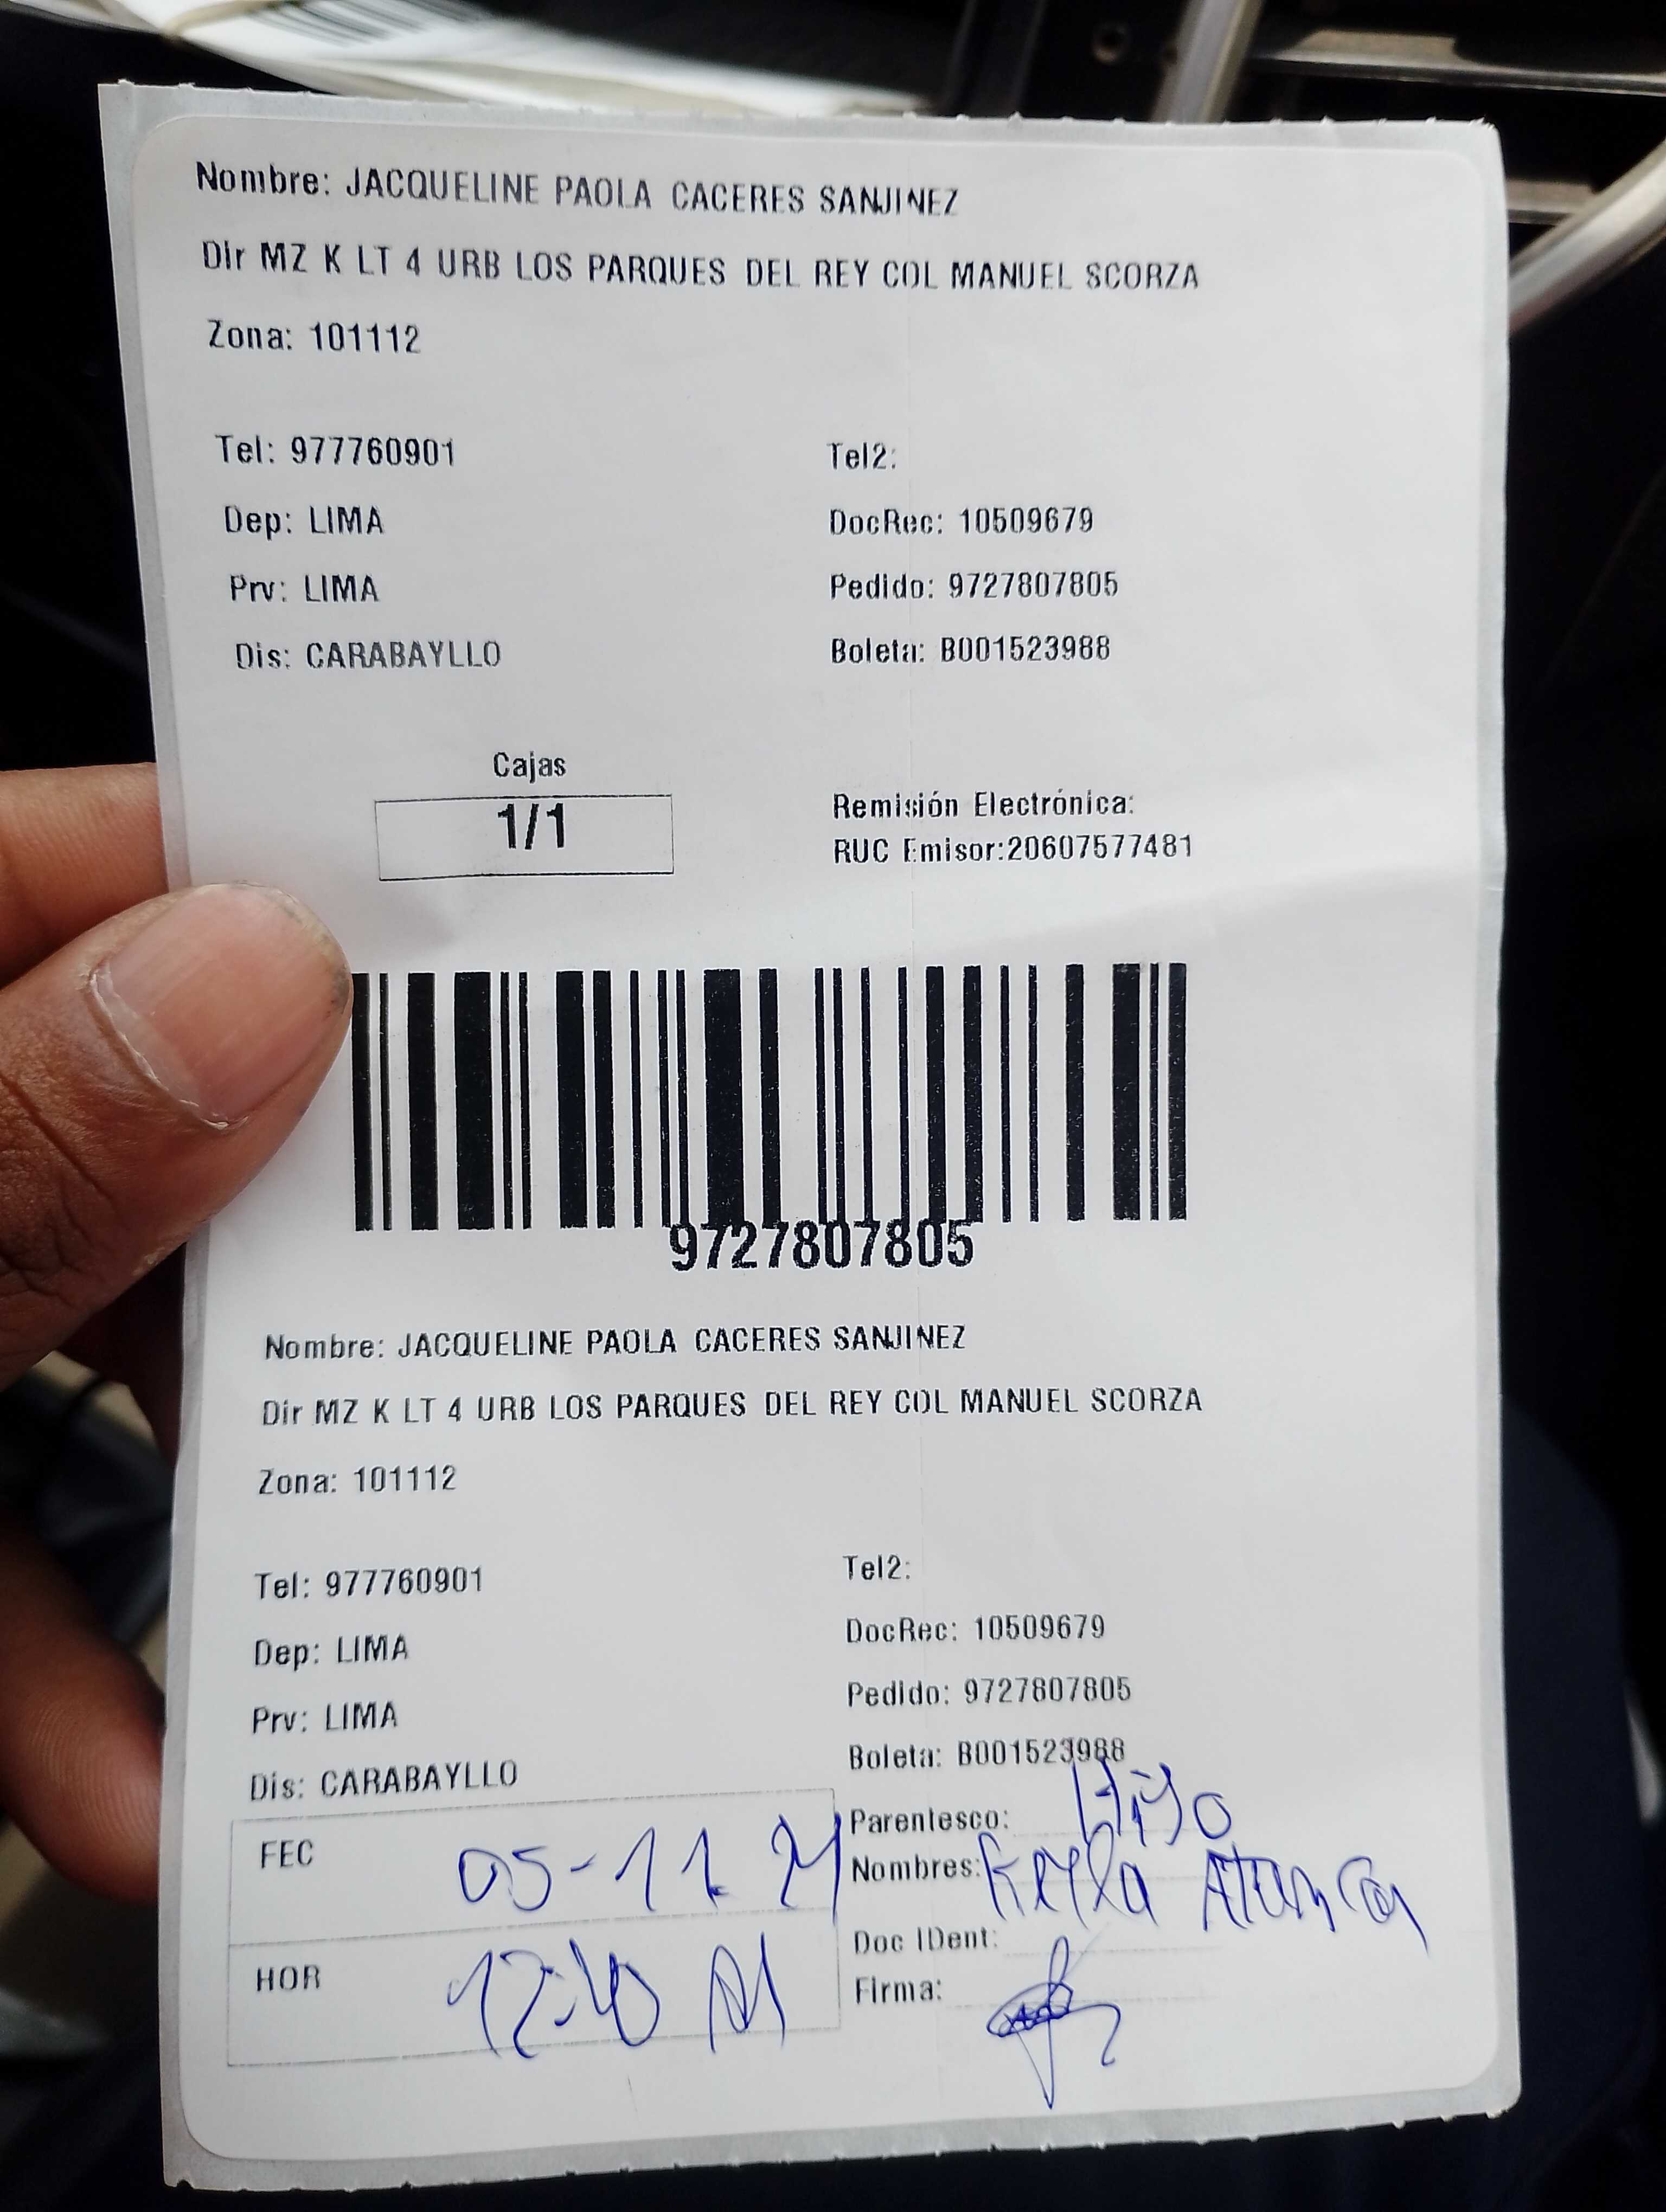 Nombre: JACQUELINE PAOLA CACERES SANJINEZ
Dir MZ K LT 4 URB LOS PARQUES DEL REY COL MANUEL SCORZA
Zona: 101112
Tel: 977760901
Tel2:
Dep: LIMA
DocRec: 10509679
Prv: LIMA
Pedido: 9727807805
Dis: CARABAYLLO
Boleta: B001523988
Cajas
1/1
Remisión Electrónica:
RUC Emisor:20607577481
9727807805
Nombre: JACQUELINE PAOLA CACERES SANJINEZ
Dir MZ K LT 4 URB LOS PARQUES DEL REY COL MANUEL SCORZA
Zona: 101112
Tel: 977760901
Tel2:
Dep: LIMA
DocRec: 10509679
Prv: LIMA
Pedido: 9727807805
Dis: CARABAYLLO
Boleta: B001523988
FEC 05-11
Parentesco: Hijo
Nombres:
HOR
Doc IDent:
Firma: